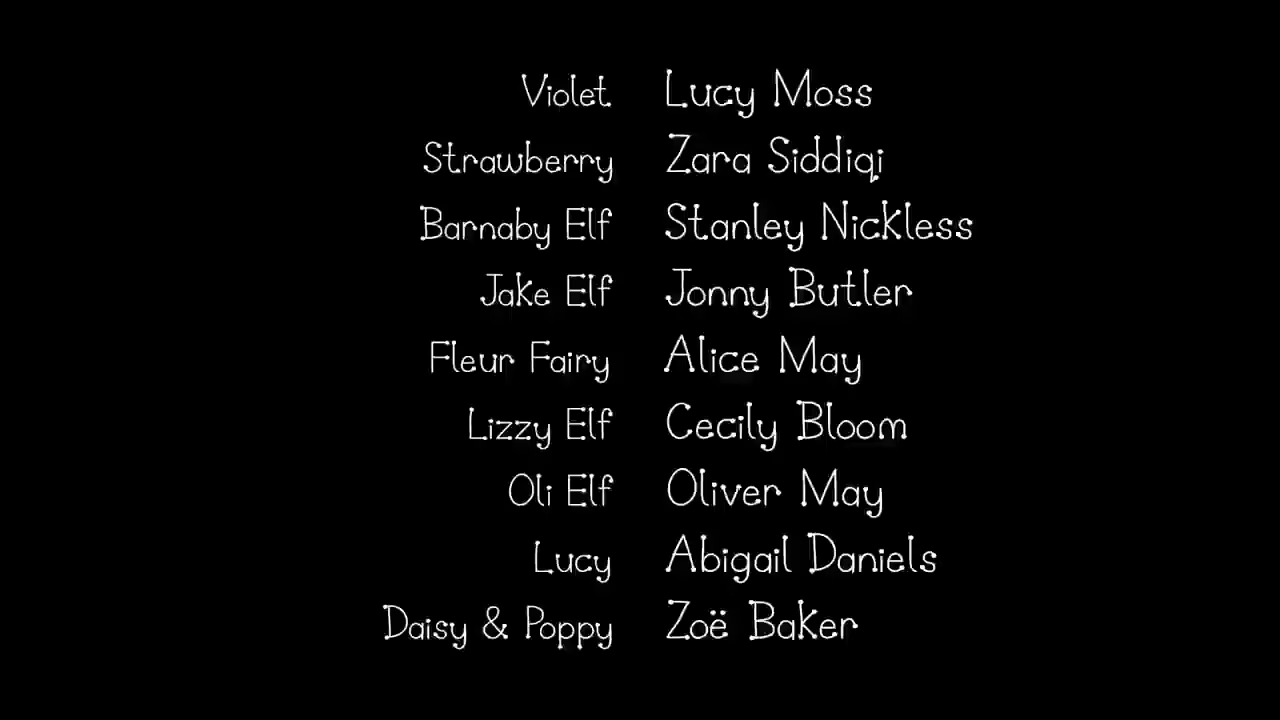 Violet Lucy Moss
Strawberry Zara Siddiqi
Barnaby Elf Stanley Nickless
Jake Elf Jonny Butler
Fleur Fairy Alice May
Lizzy Elf Cecily Bloom
Oli Elf Oliver May
Lucy Abigail Daniels
Daisy & Poppy Zoë Baker